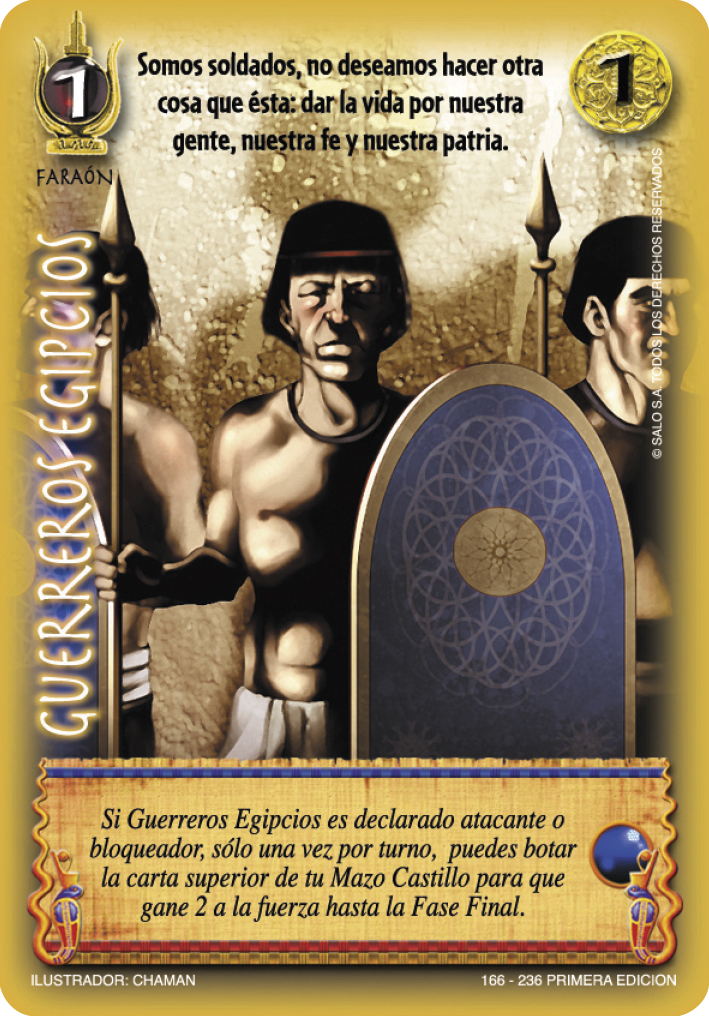 1
FARAÓN
Somos soldados, no deseamos hacer otra
cosa que ésta: dar la vida por nuestra
gente, nuestra fe y nuestra patria.
1
GUERREROS EGIPCIOS
© SALO S.A. TODOS LOS DERECHOS RESERVADOS
Si Guerreros Egipcios es declarado atacante o
bloqueador, sólo una vez por turno, puedes botar
la carta superior de tu Mazo Castillo para que
gane 2 a la fuerza hasta la Fase Final.
ILUSTRADOR: CHAMAN
166 - 236 PRIMERA EDICION